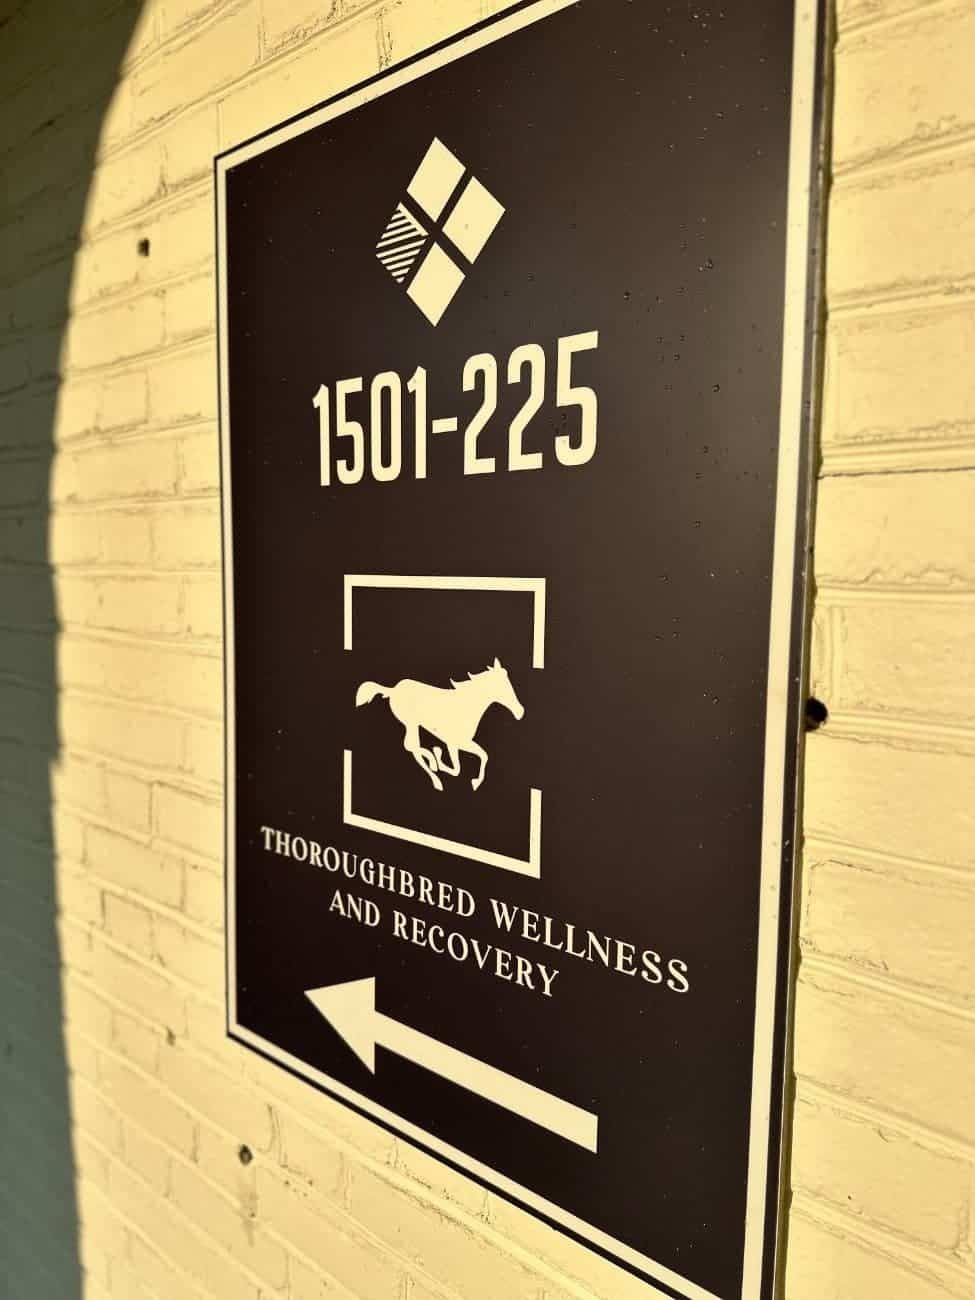 1501-225
THOROUGHBRED WELLNESS
AND RECOVERY